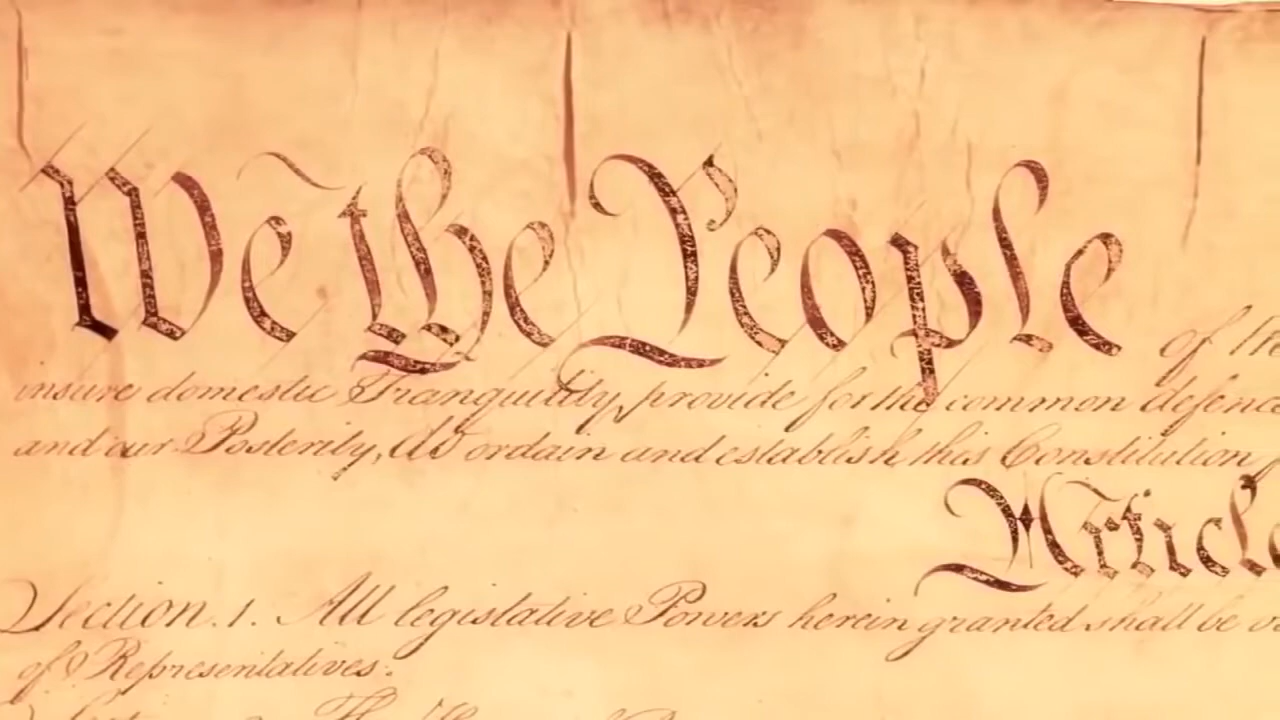 We the People of the
insure domestic Tranquility, provide for the common defence
and our Posterity, do ordain and establish this Constitution
Article
Section. 1. All legislative Powers herein granted shall be
of Representatives.